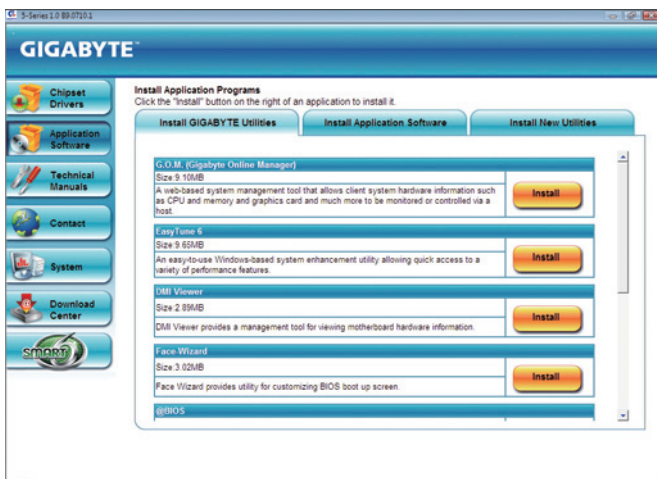 5-Series 1.0 B9.0710.1
GIGABYTE™
Chipset
Drivers
Application
Software
Technical
Manuals
Contact
System
Download
Center
SMART6
Install Application Programs
Click the "Install" button on the right of an application to install it.
Install GIGABYTE Utilities
Install Application Software
Install New Utilities
G.O.M. (Gigabyte Online Manager)
Size:9.10MB
A web-based system management tool that allows client system hardware information such
as CPU and memory and graphics card and much more to be monitored or controlled via a
host.
Install
EasyTune 6
Size:9.65MB
An easy-to-use Windows-based system enhancement utility allowing quick access to a
variety of performance features.
Install
DMI Viewer
Size:2.89MB
DMI Viewer provides a management tool for viewing motherboard hardware information.
Install
Face-Wizard
Size:3.02MB
Face Wizard provides utility for customizing BIOS boot up screen.
Install
@BIOS